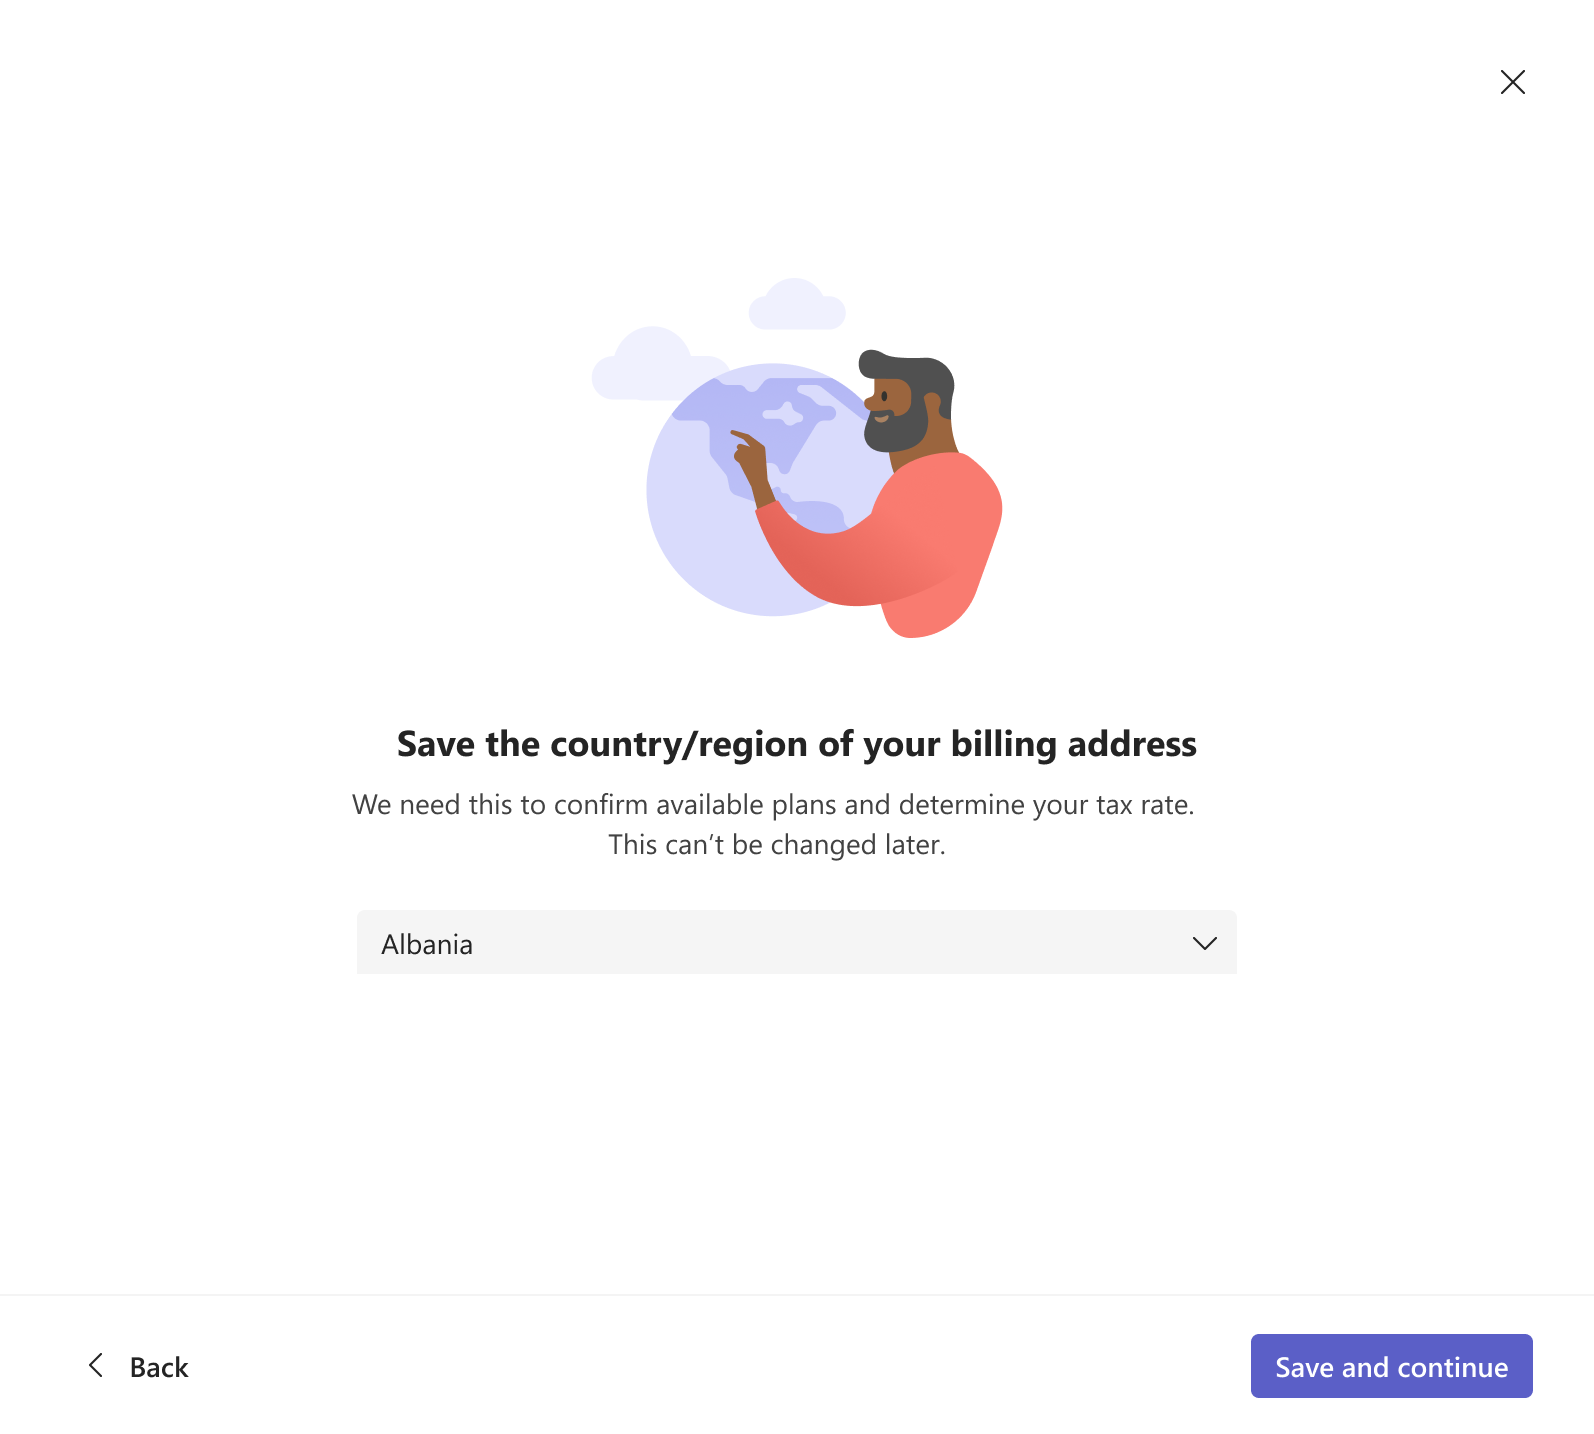 Save the country/region of your billing address
We need this to confirm available plans and determine your tax rate.
This can’t be changed later.
Albania
Back
Save and continue